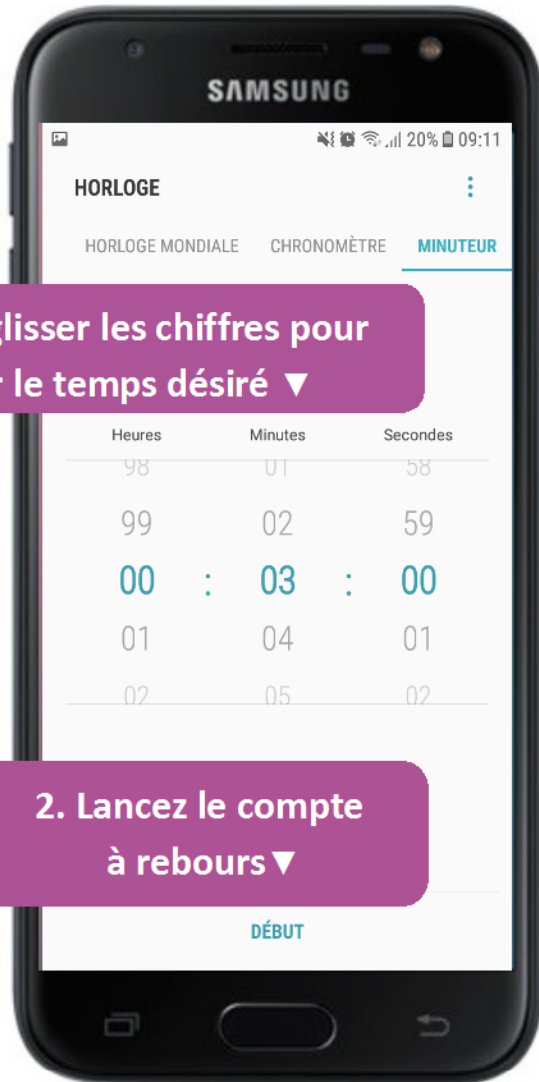 SAMSUNG
20% 09:11
HORLOGE
HORLOGE MONDIALE CHRONOMÈTRE MINUTEUR
glisser les chiffres pour
r le temps désiré ▼
Heures Minutes Secondes
98 01 58
99 02 59
00 : 03 : 00
01 04 01
02 05 02
2. Lancez le compte
à rebours▼
DÉBUT